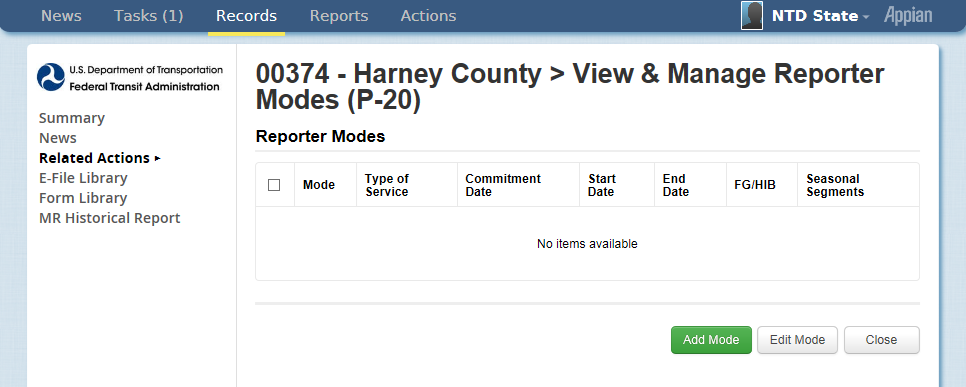 News Tasks (1) Records Reports Actions NTD State Appian
U.S. Department of Transportation
Federal Transit Administration
Summary
News
Related Actions
E-File Library
Form Library
MR Historical Report
00374 - Harney County > View & Manage Reporter
Modes (P-20)
Reporter Modes
Mode Type of Service Commitment Date Start Date End Date FG/HIB Seasonal Segments
No items available
Add Mode Edit Mode Close